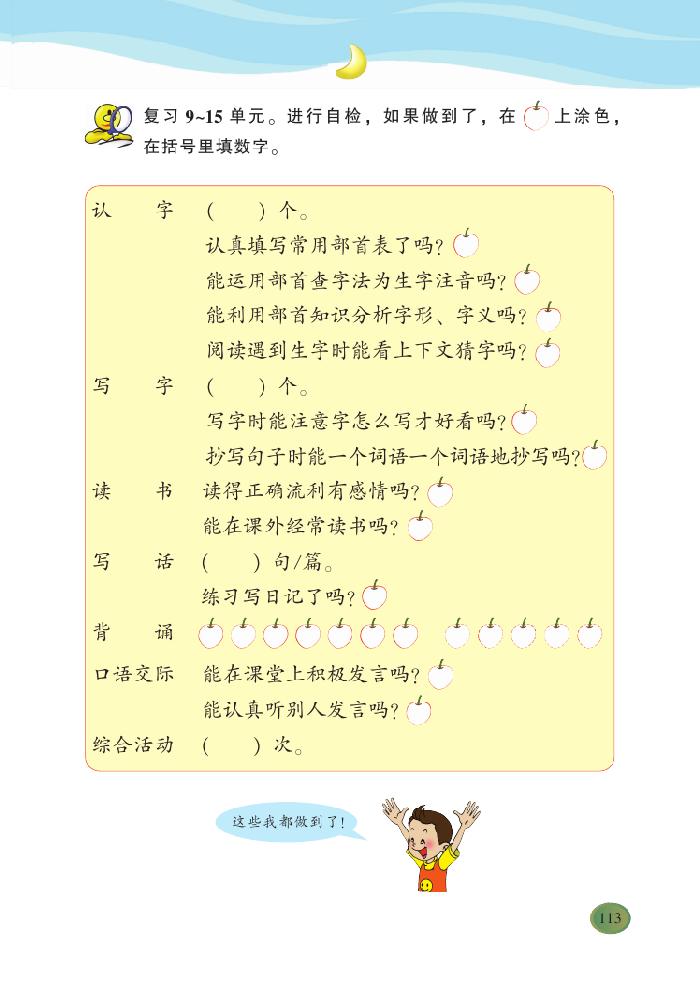 复习 9~15 单元。进行自检，如果做到了，在 上涂色，
在括号里填数字。
认 字 （ ）个。
认真填写常用部首表了吗？
能运用部首查字法为生字注音吗？
能利用部首知识分析字形、字义吗？
阅读遇到生字时能看上下文猜字吗？
写 字 （ ）个。
写字时能注意字怎么写才好看吗？
抄写句子时能一个词语一个词语地抄写吗？
读 书 读得正确流利有感情吗？
能在课外经常读书吗？
写 话 （ ）句/篇。
练习写日记了吗？
背 诵
口语交际 能在课堂上积极发言吗？
能认真听别人发言吗？
综合活动 （ ）次。
这些我都做到了！
113